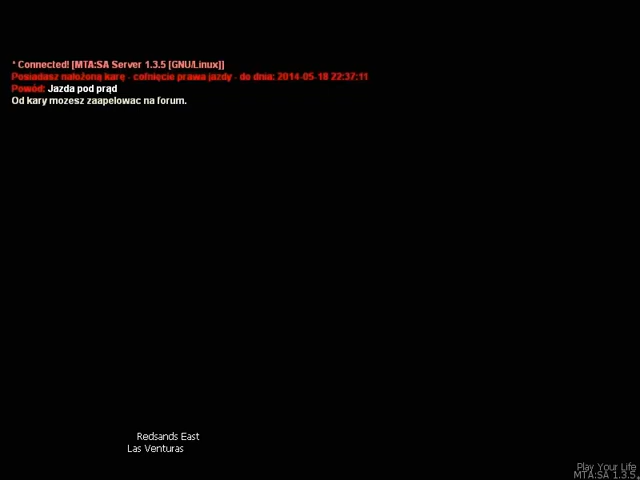 * Connected! [MTA:SA Server 1.3.5 [GNU/Linux]]
Posiadasz nałożoną karę - cofnięcie prawa jazdy - do dnia: 2014-05-18 22:37:11
Powód: Jazda pod prąd
Od kary mozesz zaapelowac na forum.
Redsands East
Las Venturas
Play Your Life
MTA:SA 1.3.5